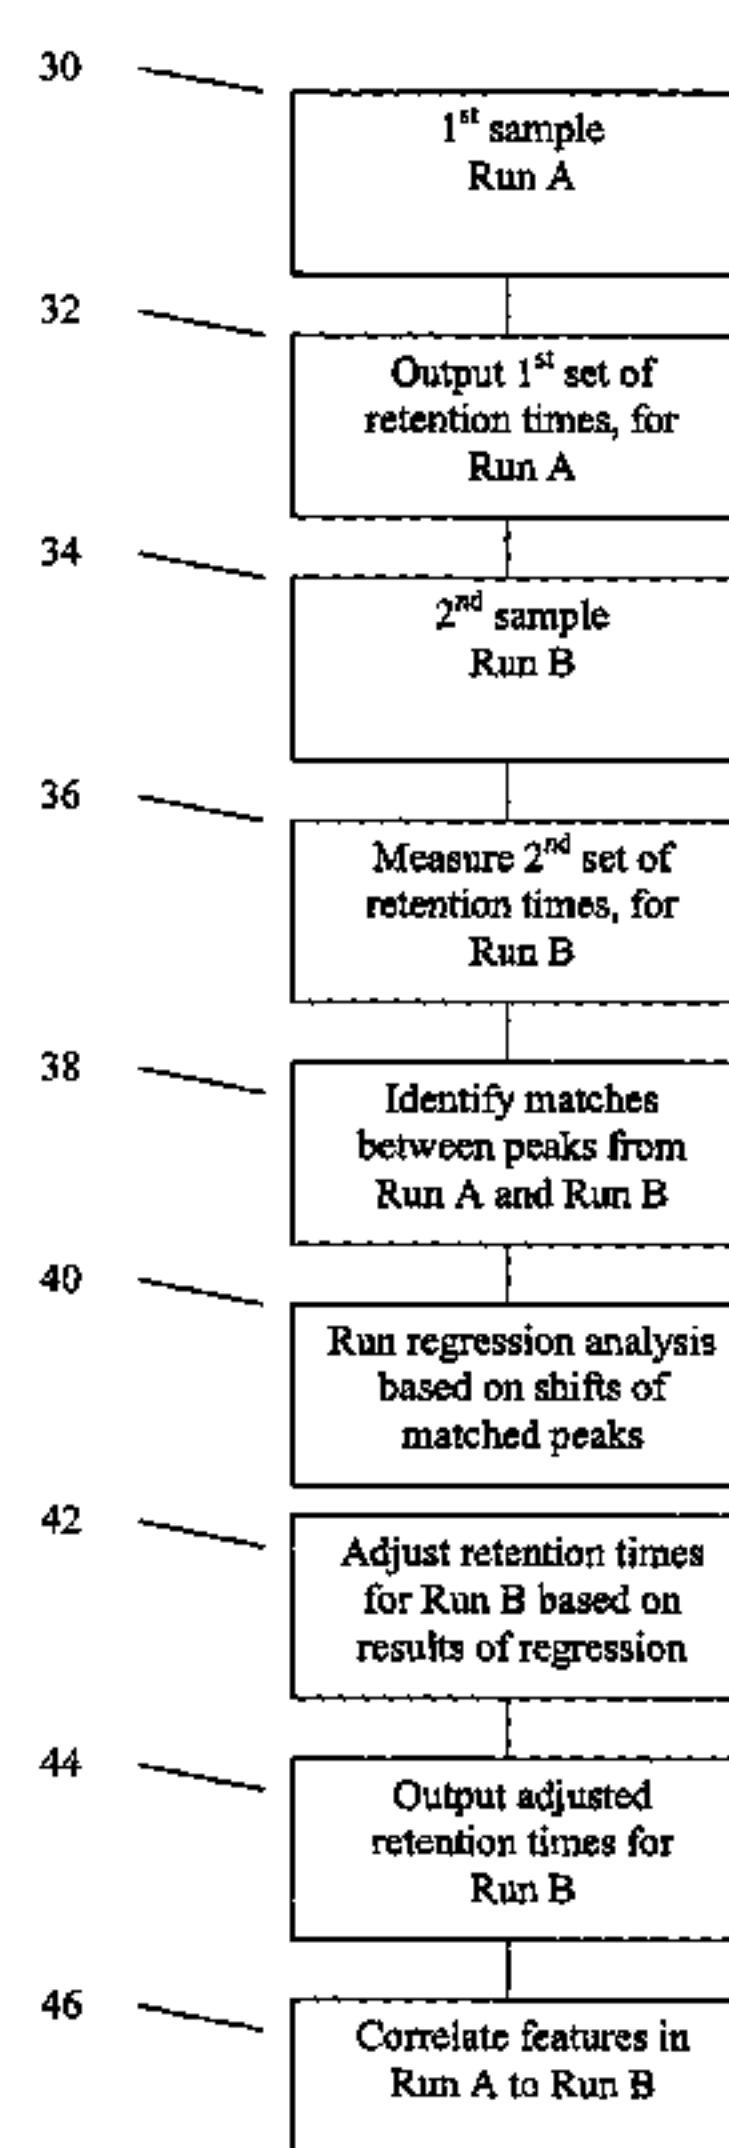 30
1st sample
Run A
32
Output 1st set of
retention times, for
Run A
34
2nd sample
Run B
36
Measure 2nd set of
retention times, for
Run B
38
Identify matches
between peaks from
Run A and Run B
40
Run regression analysis
based on shifts of
matched peaks
42
Adjust retention times
for Run B based on
results of regression
44
Output adjusted
retention times for
Run B
46
Correlate features in
Run A to Run B